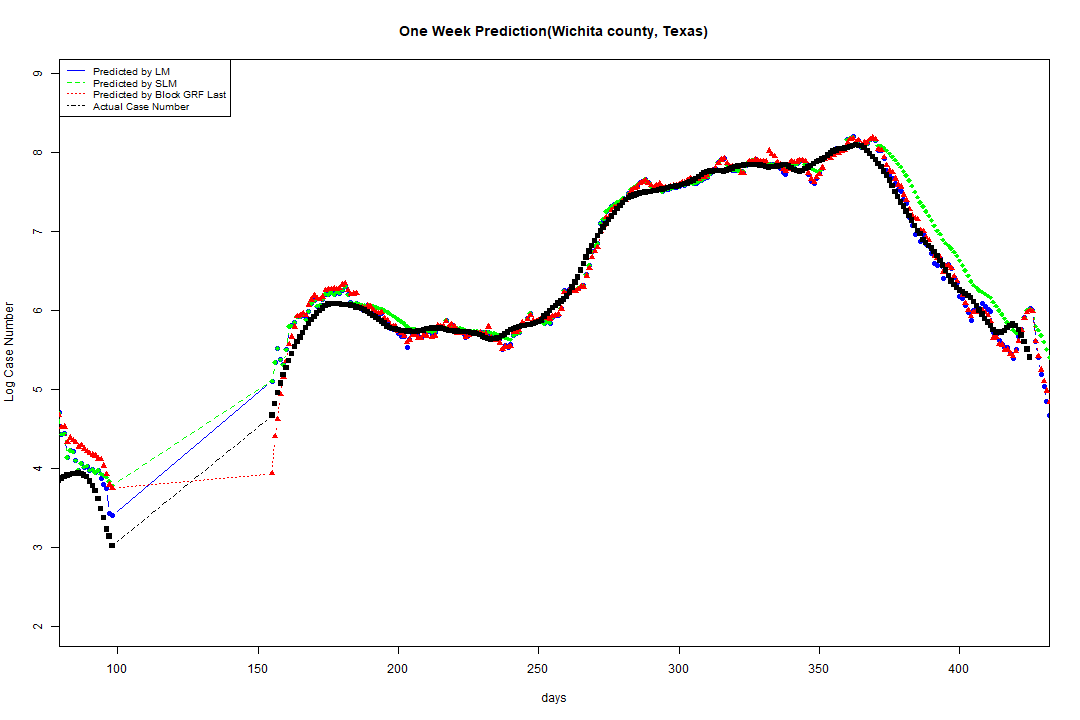 One Week Prediction(Wichita county, Texas)
Predicted by LM
Predicted by SLM
Predicted by Block GRF Last
Actual Case Number
9
8
7
6
5
4
3
2
Log Case Number
100 150 200 250 300 350 400
days